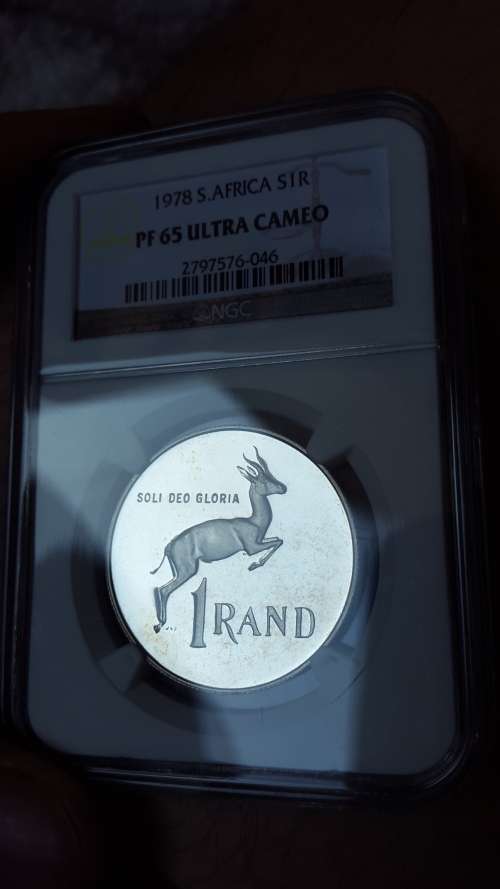 1978 S.AFRICA S1R
PF 65 ULTRA CAMEO
2797576-046
NGC
SOLI DEO GLORIA
1 RAND